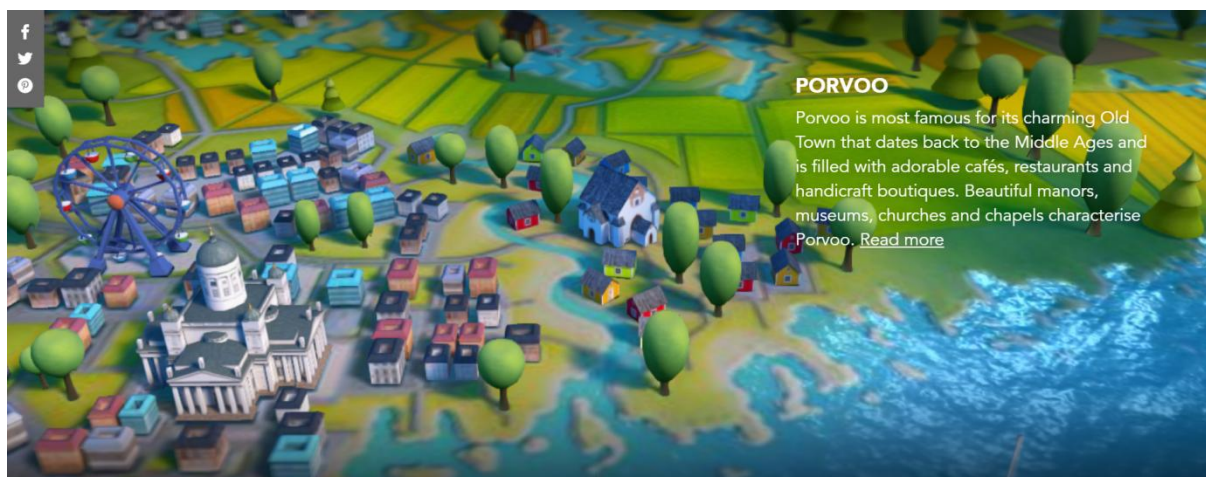 PORVOO
Porvoo is most famous for its charming Old
Town that dates back to the Middle Ages and
is filled with adorable cafés, restaurants and
handicraft boutiques. Beautiful manors,
museums, churches and chapels characterise
Porvoo. Read more